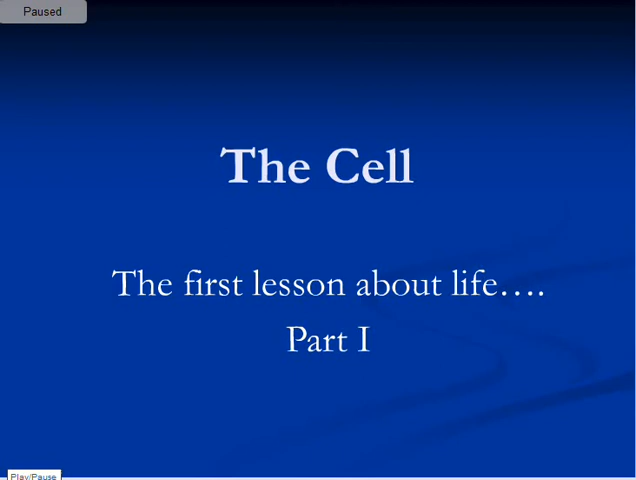 Paused
The Cell
The first lesson about life….
Part I
Play/Pause